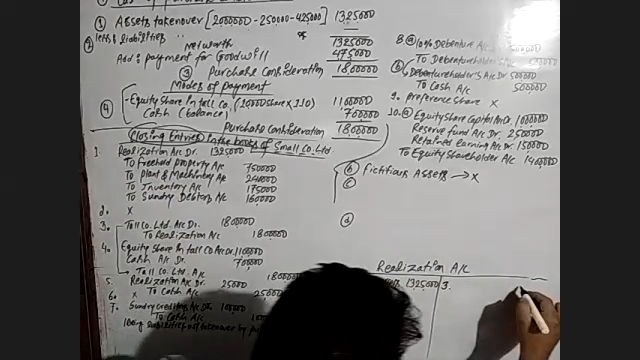 ① Assets takeover [2000000-250000-425000] 1325000
less: liabilities
networth 1325000
Add: payment for Goodwill 475000
③ Purchase Consideration 1800000
Modes of payment
④ - Equity Share in Tall Co. 1100000
Cash (balance) 700000
Purchase consideration 1800000
Closing Entries in the books of Small Co. Ltd.
1. Realization A/c Dr. 1325000
To Freehold Property A/c 750000
To Plant & Machinery A/c 240000
To Inventory A/c 175000
To Sundry Debtors A/c 160000
2. X
3. Tall Co. Ltd. A/c Dr. 1800000
To Realization A/c 1800000
4. Equity Share in Tall Co A/c Dr. 1100000
Cash A/c Dr. 700000
To Tall Co. Ltd. A/c 1800000
5. Realization A/c Dr. 25000
6. X To Cash A/c 25000
7. Sundry Creditors A/c Dr. 100000
To Cash A/c
8. ⓐ 10% Debenture A/c
To Debentureholder's
ⓑ Debentureholder's A/c Dr 500000
To Cash A/c 500000
9. Preference Share X
10. ⓐ Equity Share Capital A/c Dr. 1000000
Reserve fund A/c Dr. 250000
Retained earning A/c Dr. 150000
To Equity Shareholder A/c 1400000
ⓑ Fictitious Assets → X
ⓒ
ⓓ
Realization A/c
1325000 3.